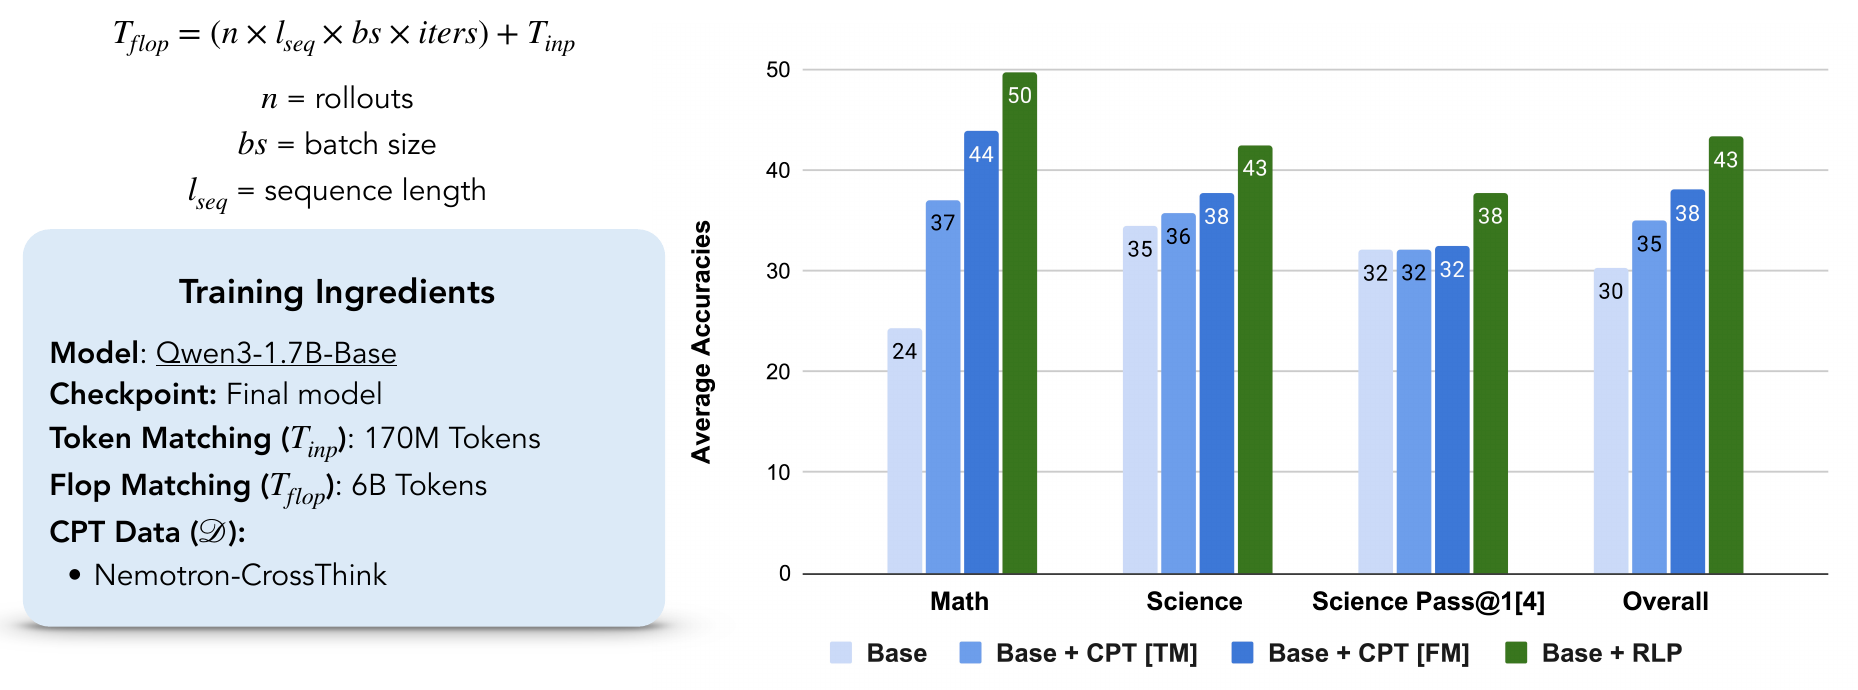 T_flop = (n × l_seq × bs × iters) + T_inp
n = rollouts
bs = batch size
l_seq = sequence length
Training Ingredients
Model: Qwen3-1.7B-Base
Checkpoint: Final model
Token Matching (T_inp): 170M Tokens
Flop Matching (T_flop): 6B Tokens
CPT Data (𝒟):
• Nemotron-CrossThink
Average Accuracies
50
40
30
20
10
0
24 37 44 50
35 36 38 43
32 32 32 38
30 35 38 43
Math Science Science Pass@1[4] Overall
Base Base + CPT [TM] Base + CPT [FM] Base + RLP